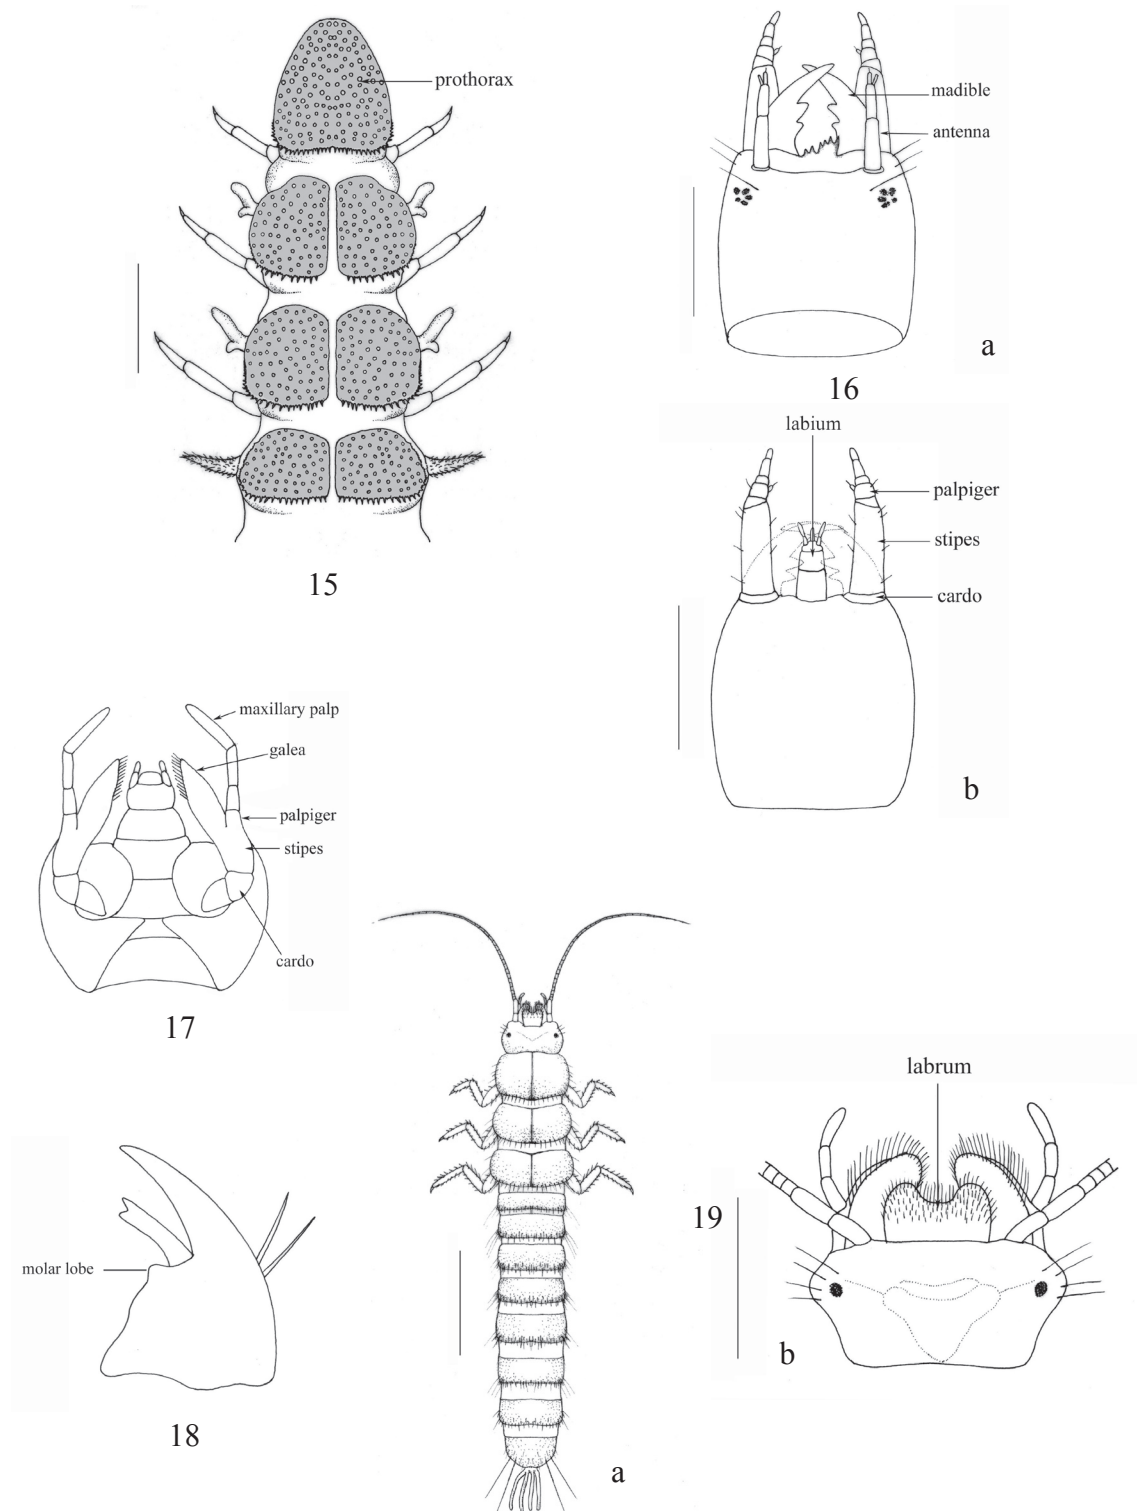 prothorax
15
madible
antenna
a
16
labium
palpiger
stipes
cardo
b
maxillary palp
galea
palpiger
stipes
cardo
17
molar lobe
18
a
labrum
19
b